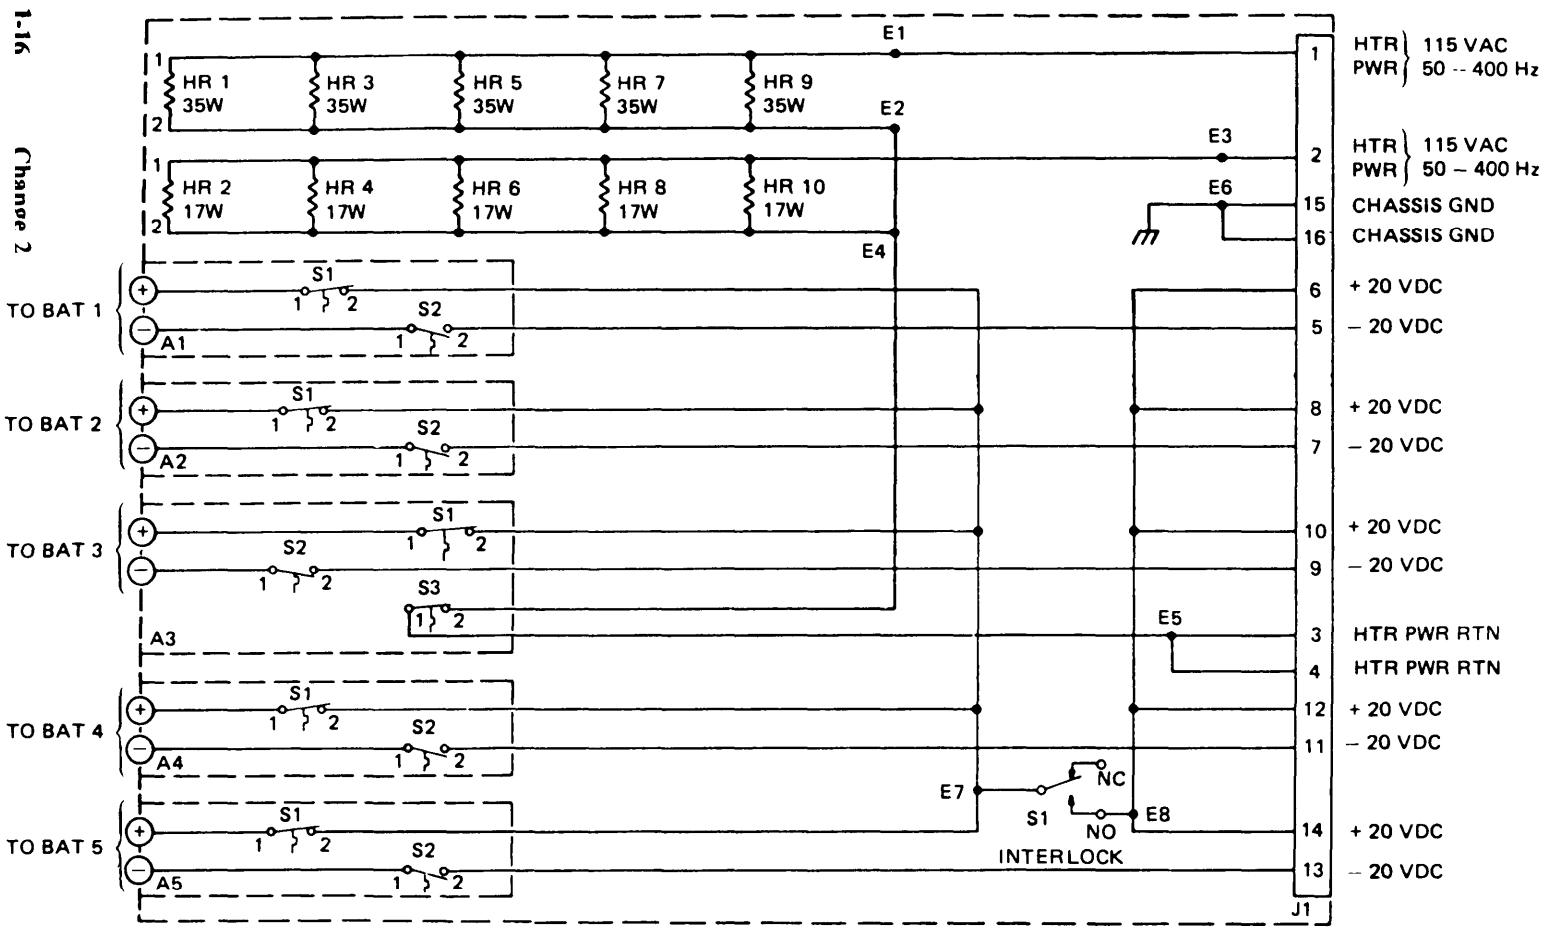 1-16
Change 2
E1
1 HTR PWR } 115 VAC 50 -- 400 Hz
1
HR 1 35W
HR 3 35W
HR 5 35W
HR 7 35W
HR 9 35W
2
E2
E3
2 HTR PWR } 115 VAC 50 – 400 Hz
1
HR 2 17W
HR 4 17W
HR 6 17W
HR 8 17W
HR 10 17W
2
E4
E6
15 CHASSIS GND
16 CHASSIS GND
TO BAT 1
+
S1
1 2
6 + 20 VDC
–
S2
1 2
5 – 20 VDC
A1
TO BAT 2
+
S1
1 2
8 + 20 VDC
–
S2
1 2
7 – 20 VDC
A2
TO BAT 3
+
S1
1 2
10 + 20 VDC
–
S2
1 2
9 – 20 VDC
S3
1 2
A3
E5
3 HTR PWR RTN
4 HTR PWR RTN
TO BAT 4
+
S1
1 2
12 + 20 VDC
–
S2
1 2
11 – 20 VDC
A4
E7
NC
S1
NO
E8
INTERLOCK
TO BAT 5
+
S1
1 2
14 + 20 VDC
–
S2
1 2
13 – 20 VDC
A5
J1